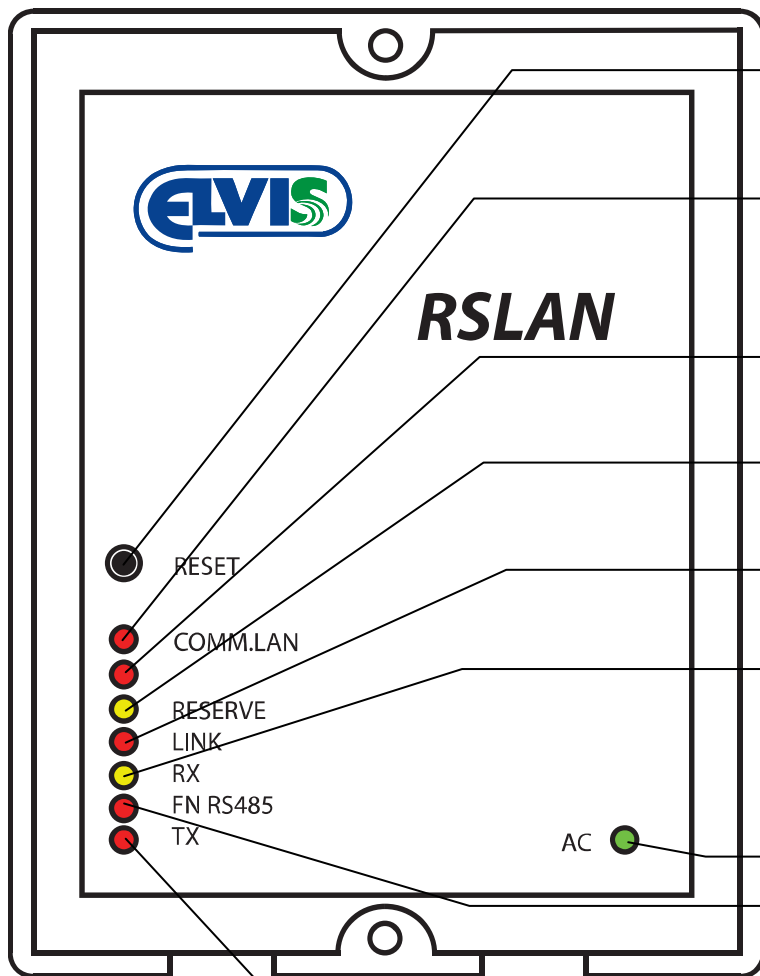 ELVIS
RSLAN
RESET
COMM.LAN
RESERVE
LINK
RX
FN RS485
TX
AC